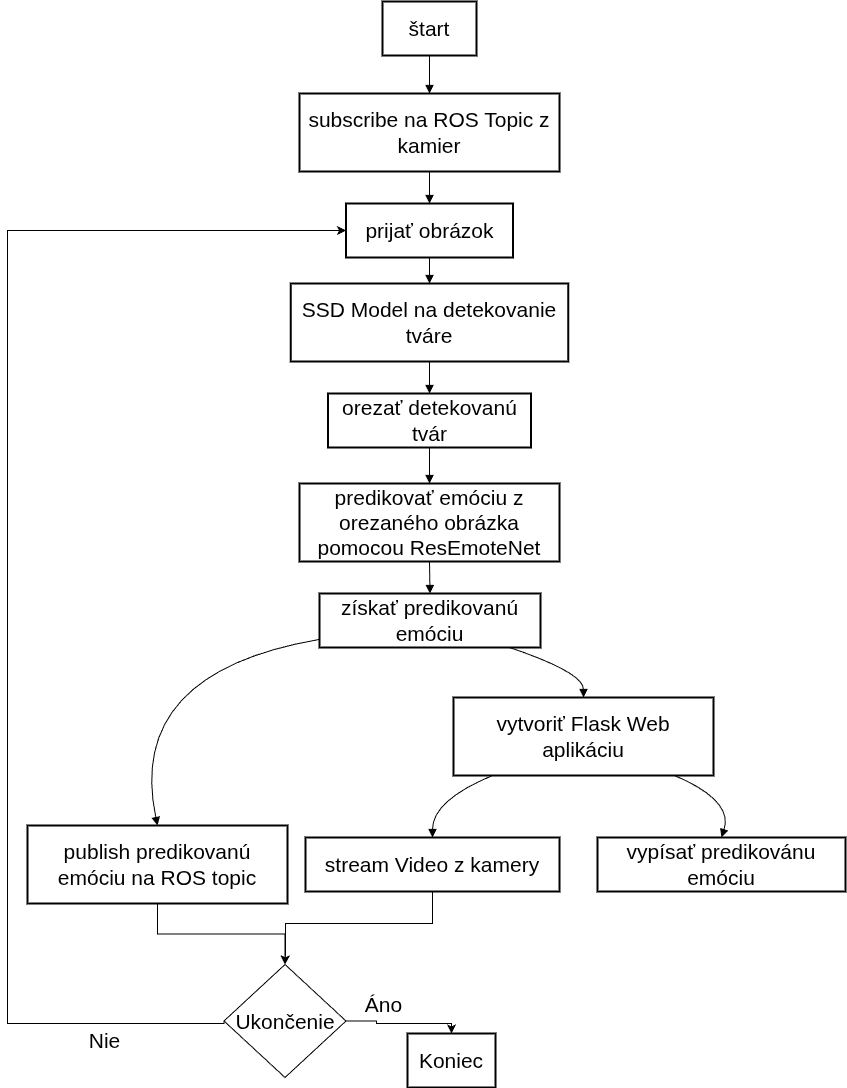 štart
subscribe na ROS Topic z
kamier
prijať obrázok
SSD Model na detekovanie
tváre
orezať detekovanú
tvár
predikovať emóciu z
orezaného obrázka
pomocou ResEmoteNet
získať predikovanú
emóciu
vytvoriť Flask Web
aplikáciu
publish predikovanú
emóciu na ROS topic
stream Video z kamery
vypísať predikovánu
emóciu
Ukončenie
Áno
Nie
Koniec